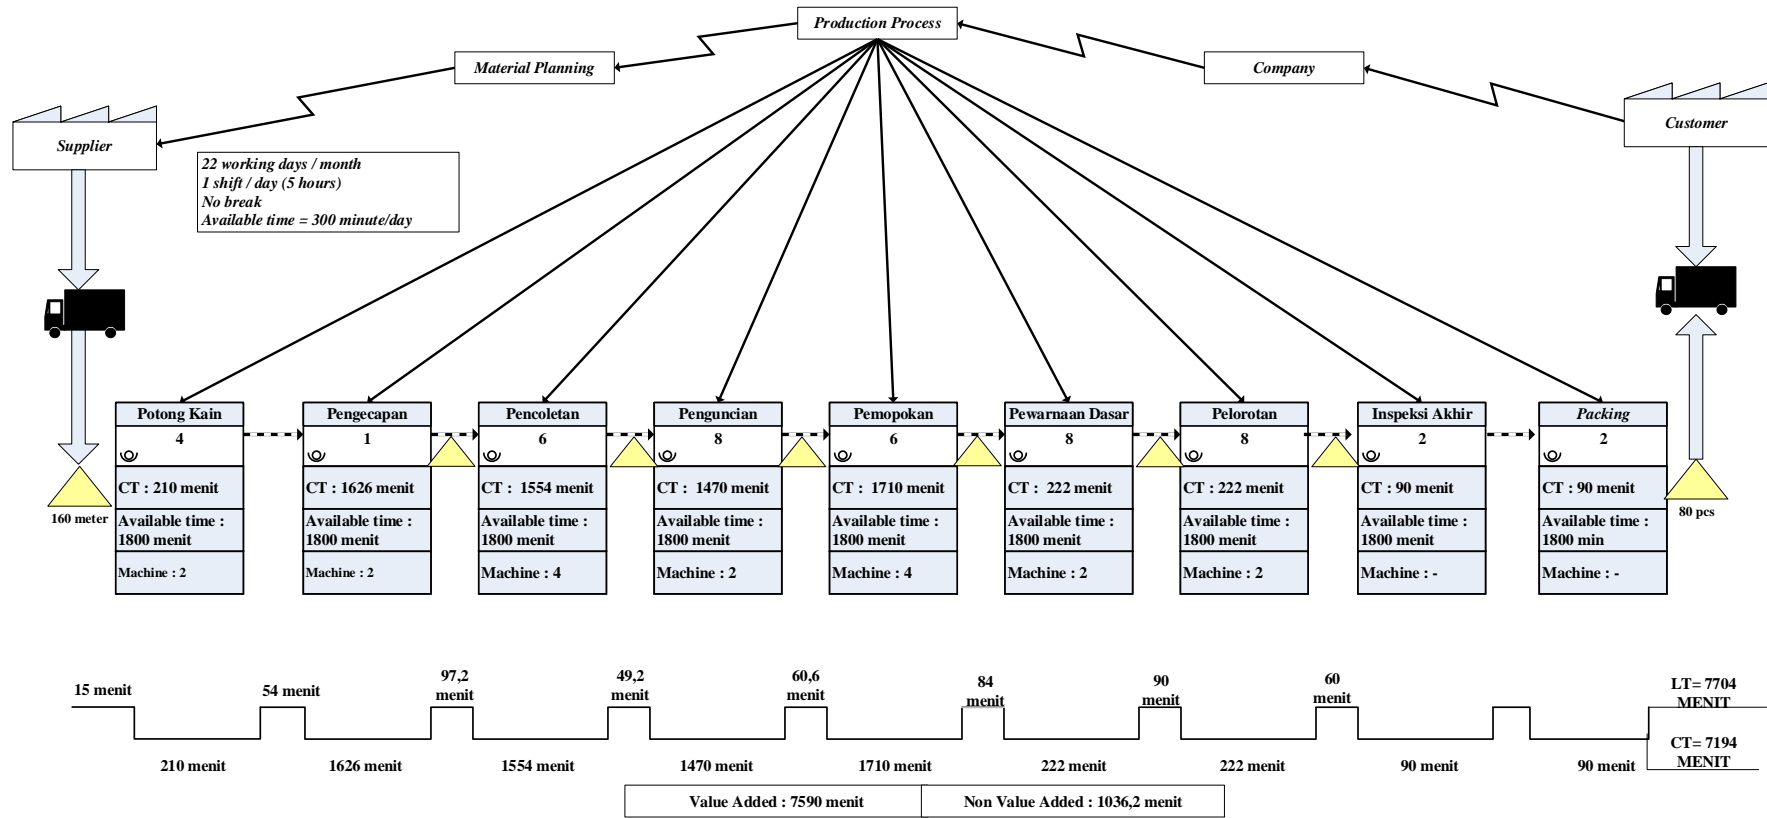 Production Process
Material Planning
Company
Supplier
Customer
22 working days / month
1 shift / day (5 hours)
No break
Available time = 300 minute/day
Potong Kain
4
CT : 210 menit
Available time :
1800 menit
Machine : 2
Pengecapan
1
CT : 1626 menit
Available time :
1800 menit
Machine : 2
Pencoletan
6
CT : 1554 menit
Available time :
1800 menit
Machine : 4
Penguncian
8
CT : 1470 menit
Available time :
1800 menit
Machine : 2
Pemopokan
6
CT : 1710 menit
Available time :
1800 menit
Machine : 4
Pewarnaan Dasar
8
CT : 222 menit
Available time :
1800 menit
Machine : 2
Pelorotan
8
CT : 222 menit
Available time :
1800 menit
Machine : 2
Inspeksi Akhir
2
CT : 90 menit
Available time :
1800 menit
Machine : -
Packing
2
CT : 90 menit
Available time :
1800 min
Machine : -
160 meter
80 pcs
15 menit
54 menit
97,2
menit
49,2
menit
60,6
menit
84
menit
90
menit
60
menit
LT= 7704
MENIT
210 menit
1626 menit
1554 menit
1470 menit
1710 menit
222 menit
222 menit
90 menit
90 menit
CT= 7194
MENIT
Value Added : 7590 menit
Non Value Added : 1036,2 menit